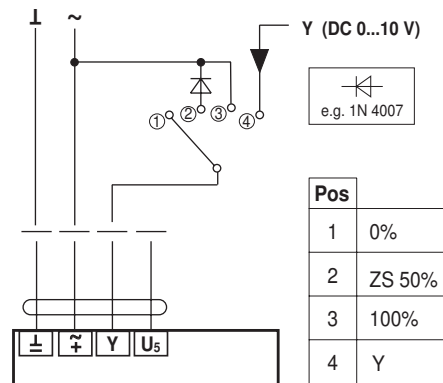 ⊥ ~
Y (DC 0...10 V)
① ② ③ ④
e.g. 1N 4007
Pos
1 0%
2 ZS 50%
3 100%
4 Y
⊥ ~+ Y U5